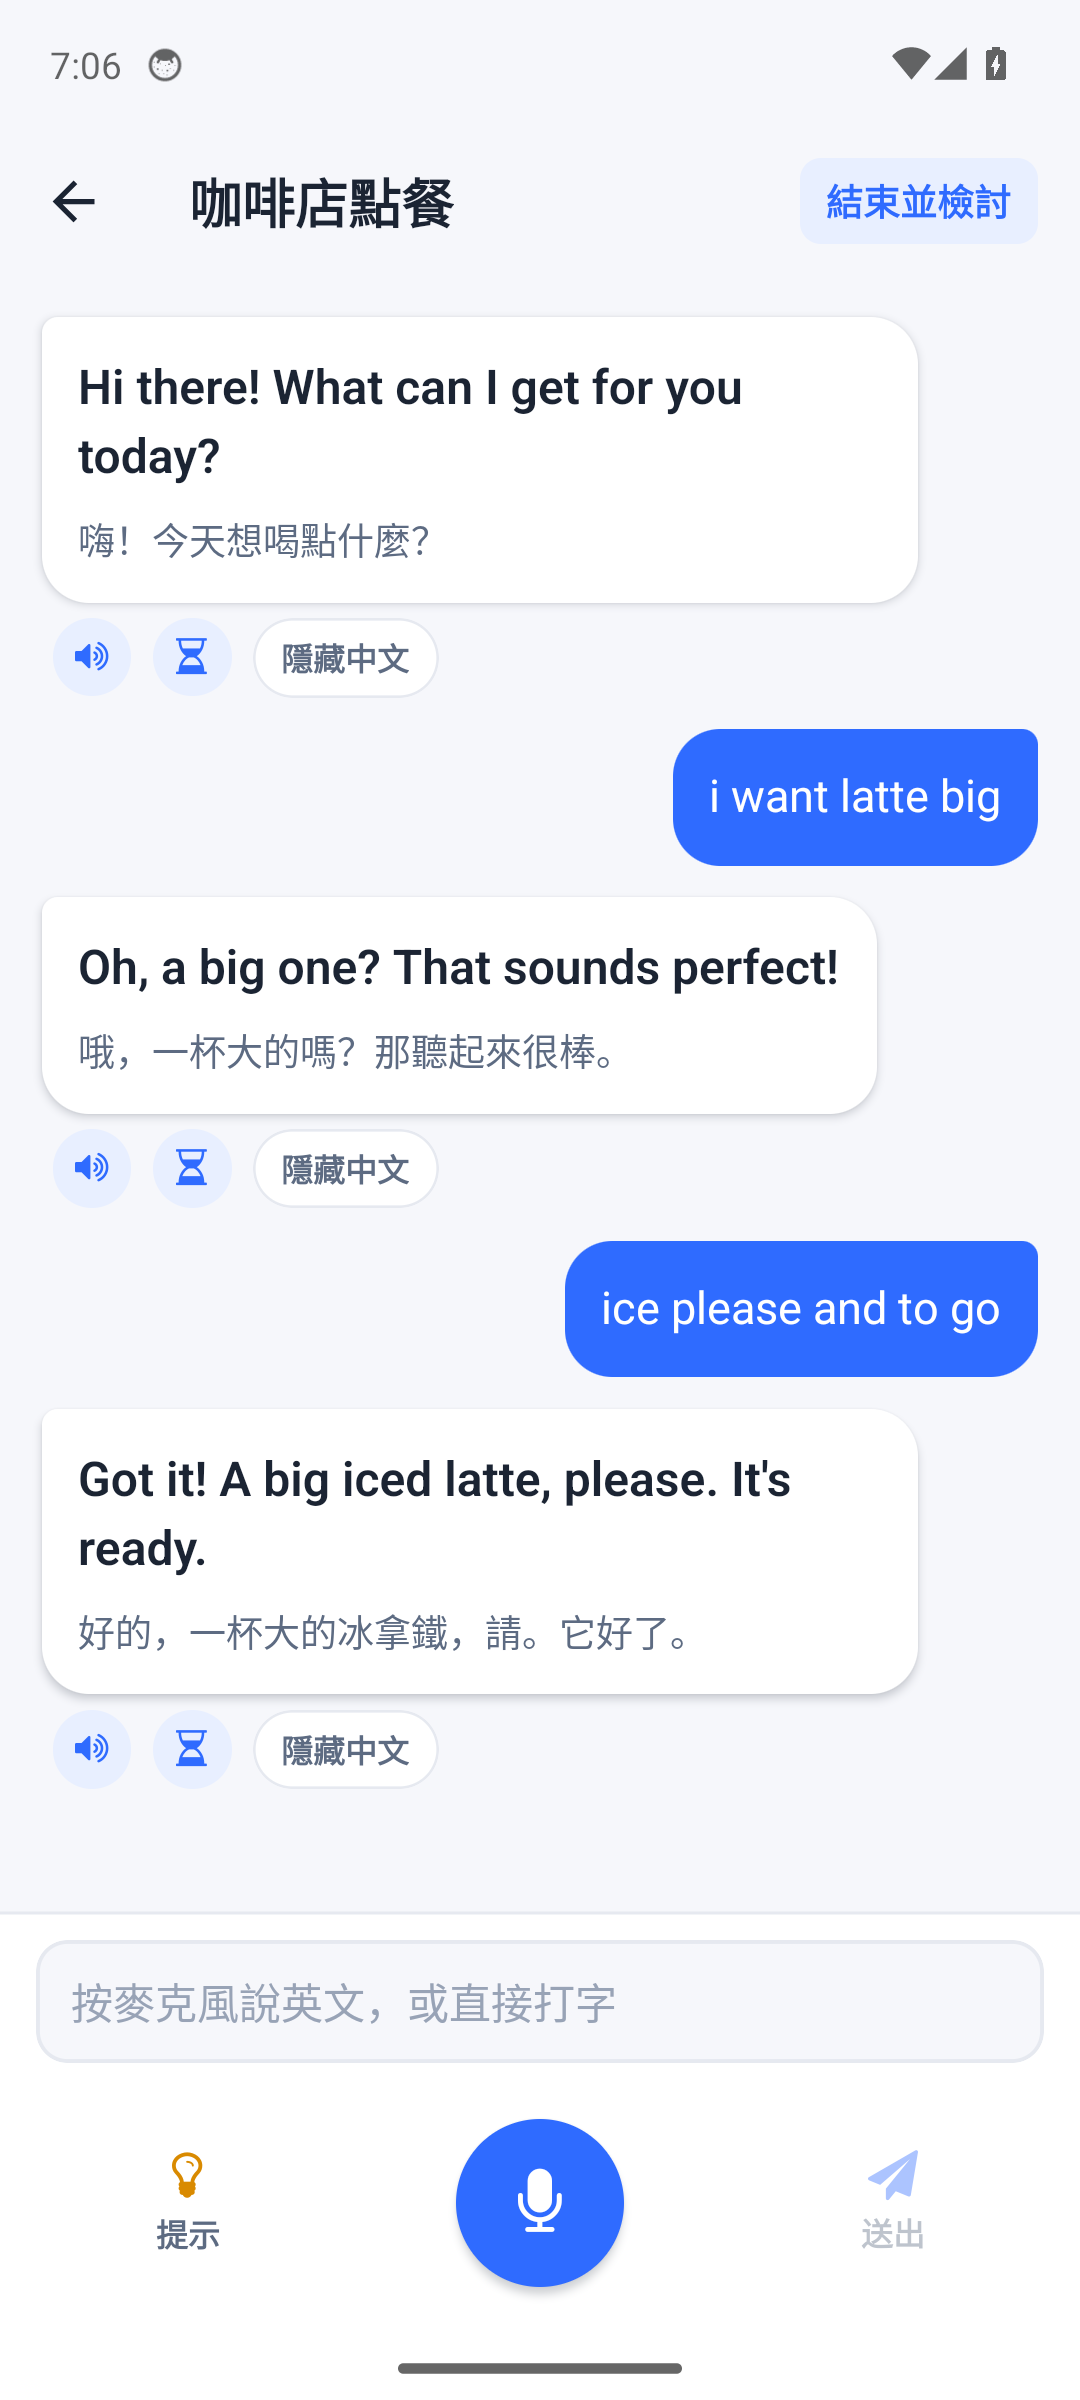 7:06
咖啡店點餐
結束並檢討
Hi there! What can I get for you
today?
嗨！今天想喝點什麼？
隱藏中文
i want latte big
Oh, a big one? That sounds perfect!
哦，一杯大的嗎？那聽起來很棒。
隱藏中文
ice please and to go
Got it! A big iced latte, please. It's
ready.
好的，一杯大的冰拿鐵，請。它好了。
隱藏中文
按麥克風說英文，或直接打字
提示
送出